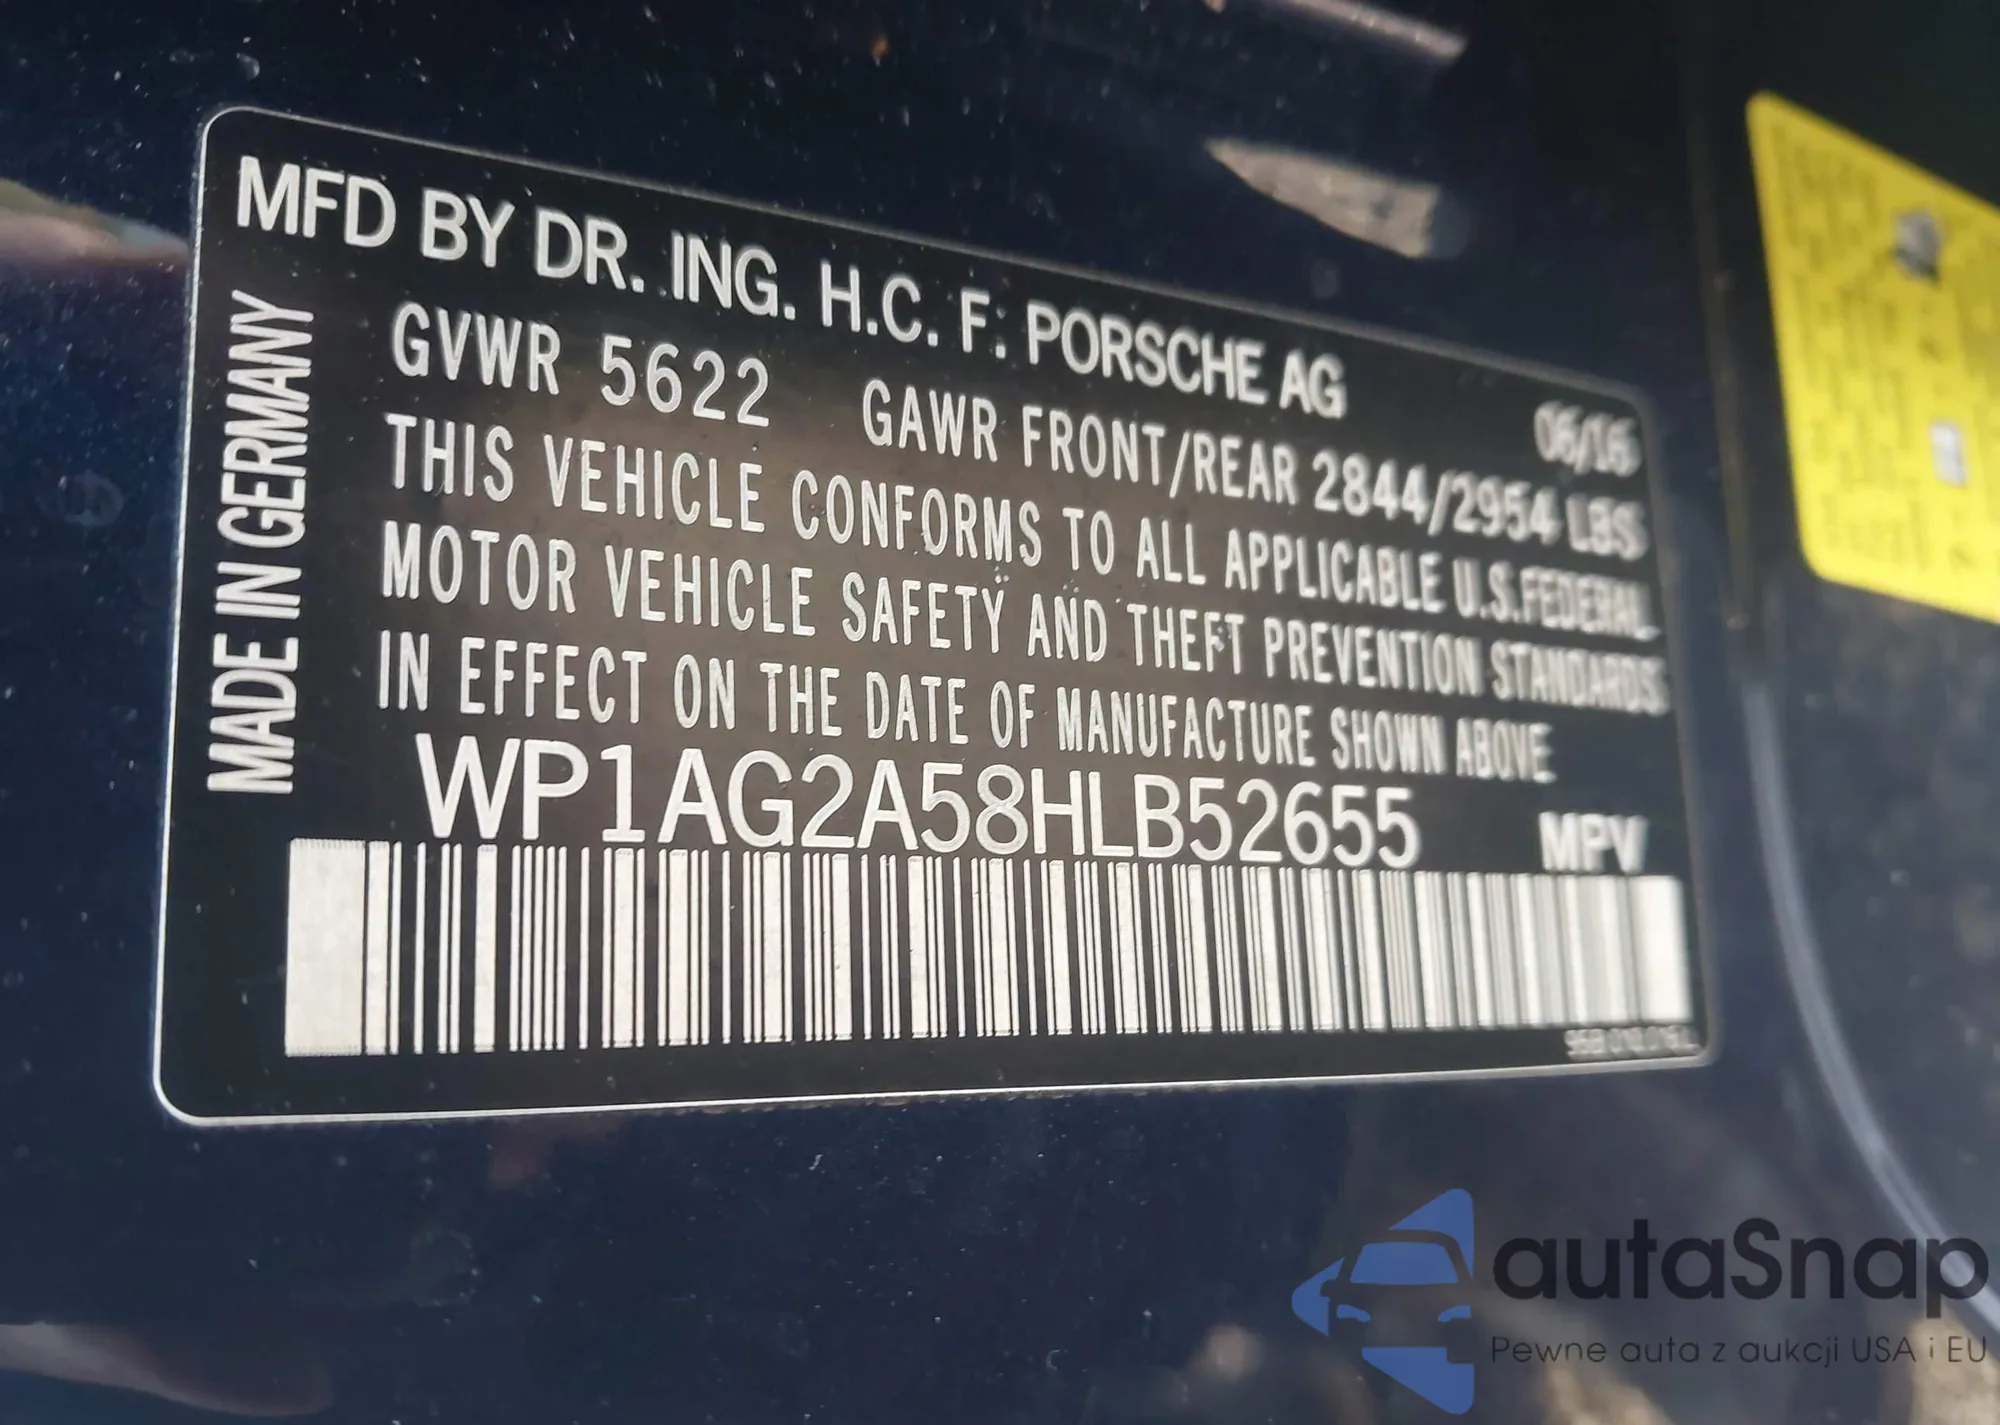 MFD BY DR. ING. H.C. F. PORSCHE AG
06/16
GVWR 5622 GAWR FRONT/REAR 2844/2954 LBS
THIS VEHICLE CONFORMS TO ALL APPLICABLE U.S.FEDERAL
MOTOR VEHICLE SAFETY AND THEFT PREVENTION STANDARDS
IN EFFECT ON THE DATE OF MANUFACTURE SHOWN ABOVE
WP1AG2A58HLB52655 MPV
MADE IN GERMANY
autaSnap
Pewne auta z aukcji USA i EU